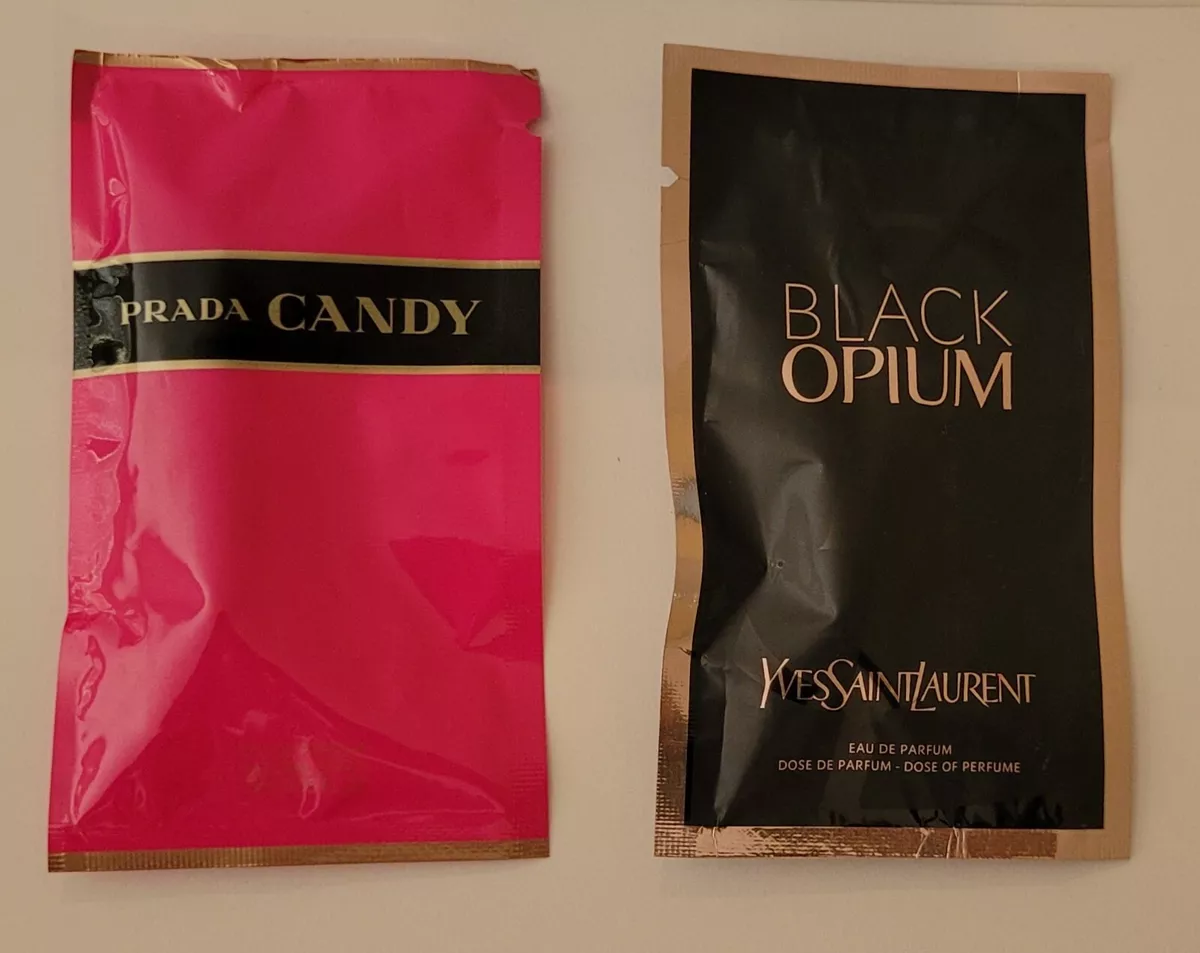 PRADA CANDY
BLACK
OPIUM
YVESSAINTLAURENT
EAU DE PARFUM
DOSE DE PARFUM - DOSE OF PERFUME